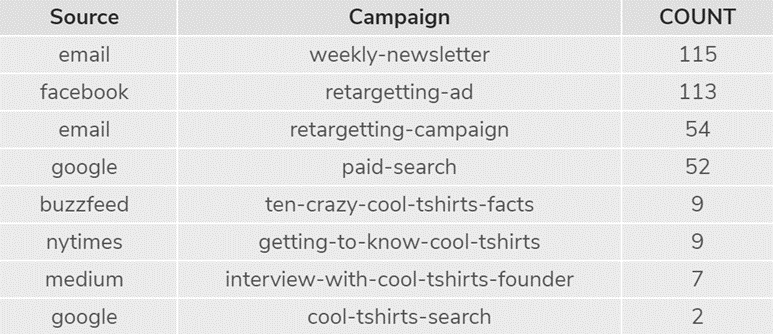 Source Campaign COUNT
email weekly-newsletter 115
facebook retargetting-ad 113
email retargetting-campaign 54
google paid-search 52
buzzfeed ten-crazy-cool-tshirts-facts 9
nytimes getting-to-know-cool-tshirts 9
medium interview-with-cool-tshirts-founder 7
google cool-tshirts-search 2